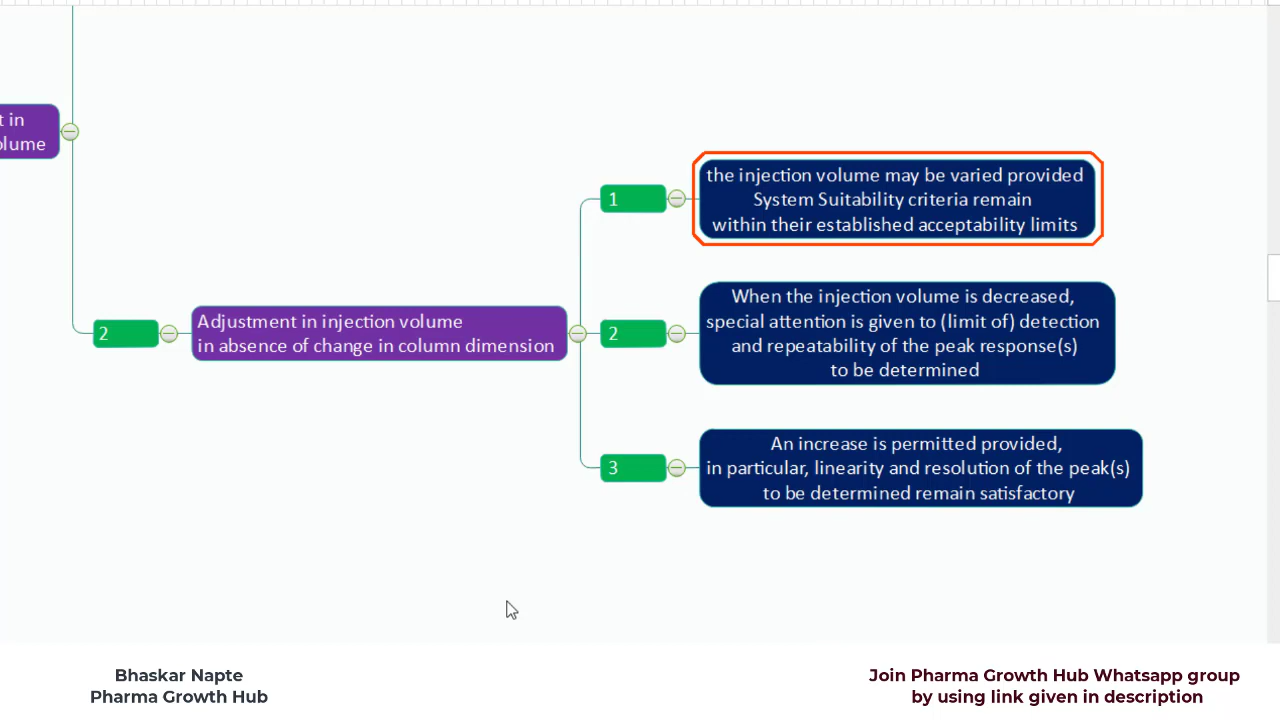 t in
olume
2
Adjustment in injection volume
in absence of change in column dimension
1
the injection volume may be varied provided
System Suitability criteria remain
within their established acceptability limits
2
When the injection volume is decreased,
special attention is given to (limit of) detection
and repeatability of the peak response(s)
to be determined
3
An increase is permitted provided,
in particular, linearity and resolution of the peak(s)
to be determined remain satisfactory
Bhaskar Napte
Pharma Growth Hub
Join Pharma Growth Hub Whatsapp group
by using link given in description